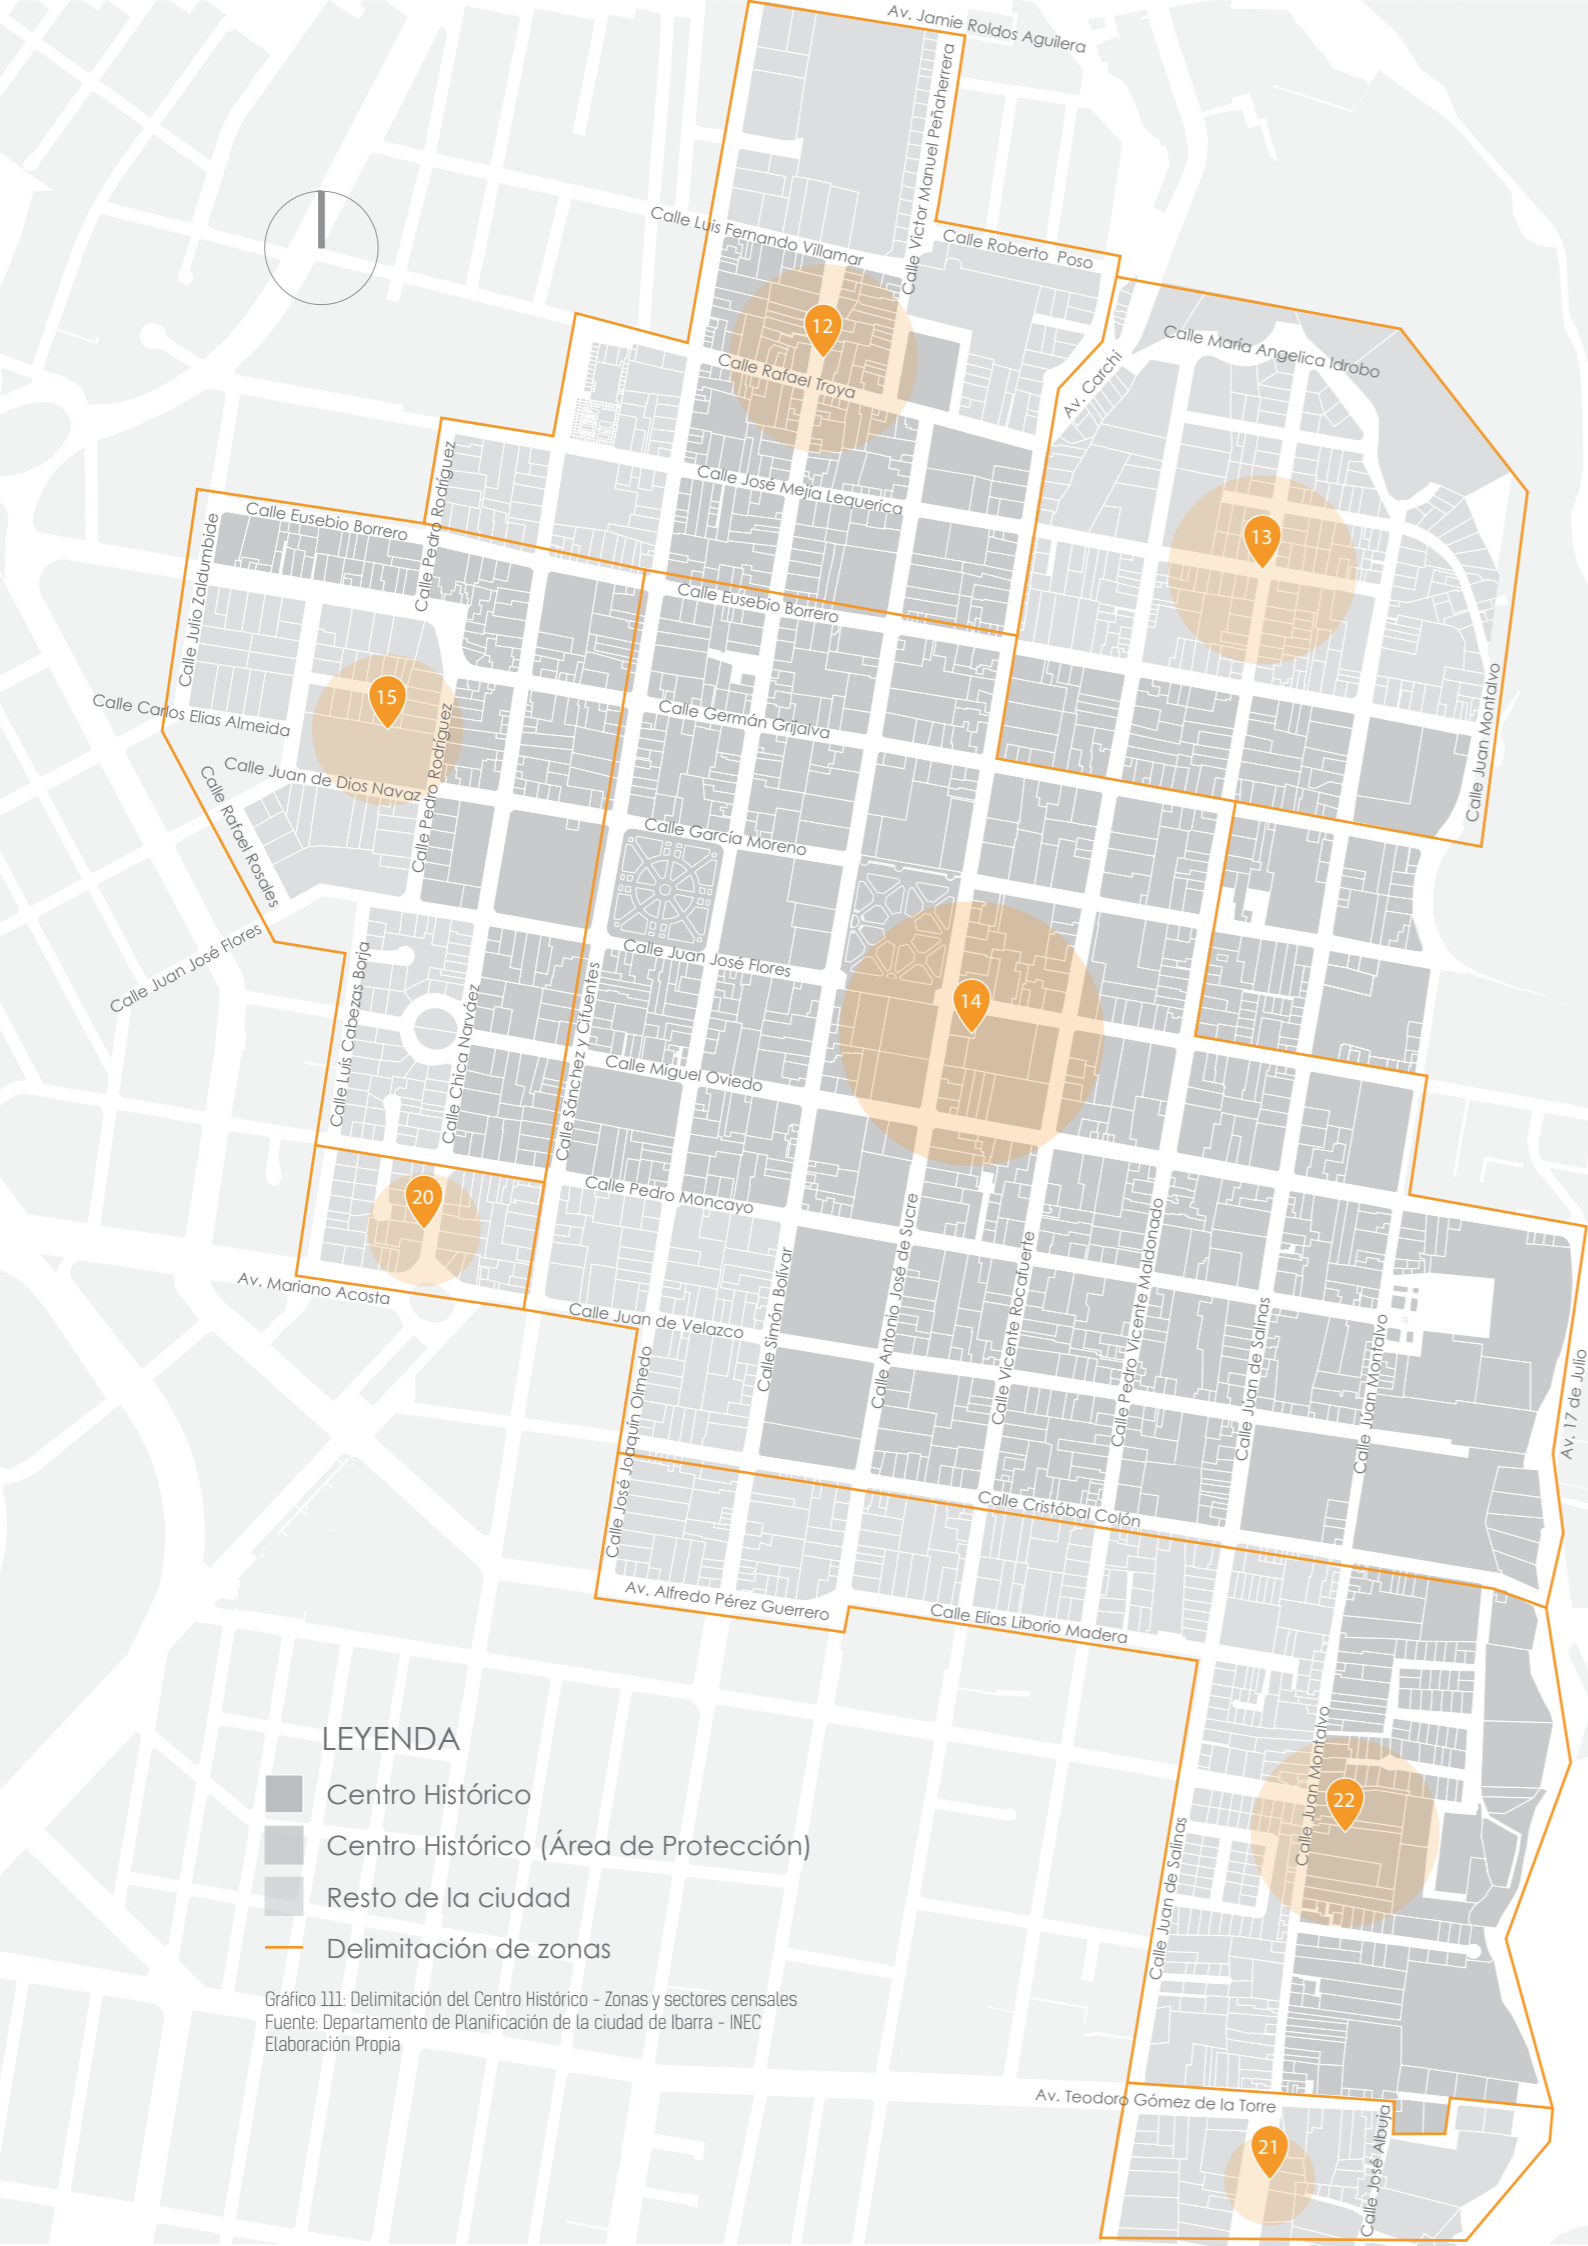 Av. Jamie Roldos Aguilera
Calle Victor Manuel Peñaherrera
Calle Luis Fernando Villamar
Calle Roberto Poso
12
Calle María Angelica Idrobo
Calle Rafael Troya
Av. Carchi
Calle Pedro Rodríguez
Calle José Mejía Lequerica
Calle Eusebio Borrero
13
Calle Julio Zaldumbide
Calle Eusebio Borrero
15
Calle Carlos Elias Almeida
Calle Germán Grijalva
Calle Juan Montalvo
Calle Juan de Dios Navaz
Calle Pedro Rodríguez
Calle Rafael Rosales
Calle García Moreno
Calle Juan José Flores
Calle Juan José Flores
14
Calle Luís Cabezas Borja
Calle Chica Narváez
Calle Sánchez y Cifuentes
Calle Miguel Oviedo
20
Calle Pedro Moncayo
Av. Mariano Acosta
Calle Juan de Velazco
Calle Simón Bolívar
Calle Antonio José de Sucre
Calle Vicente Rocafuerte
Calle Pedro Vicente Maldonado
Calle Juan de Salinas
Calle Juan Montalvo
Av. 17 de Julio
Calle José Joaquín Olmedo
Calle Cristóbal Colón
Av. Alfredo Pérez Guerrero
Calle Elias Liborio Madera
LEYENDA
Centro Histórico
Centro Histórico (Área de Protección)
Resto de la ciudad
Delimitación de zonas
Gráfico 111: Delimitación del Centro Histórico - Zonas y sectores censales
Fuente: Departamento de Planificación de la ciudad de Ibarra - INEC
Elaboración Propia
Calle Juan Montalvo
22
Calle Juan de Salinas
Av. Teodoro Gómez de la Torre
21
Calle José Albuja